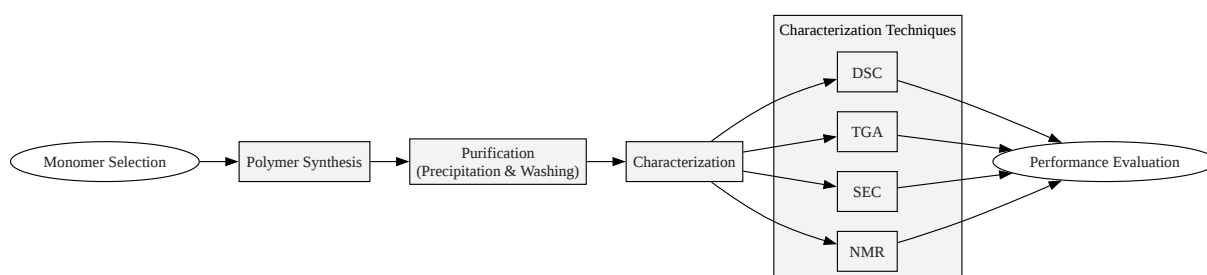 Monomer Selection
Polymer Synthesis
Purification
(Precipitation & Washing)
Characterization
Characterization Techniques
DSC
TGA
SEC
NMR
Performance Evaluation